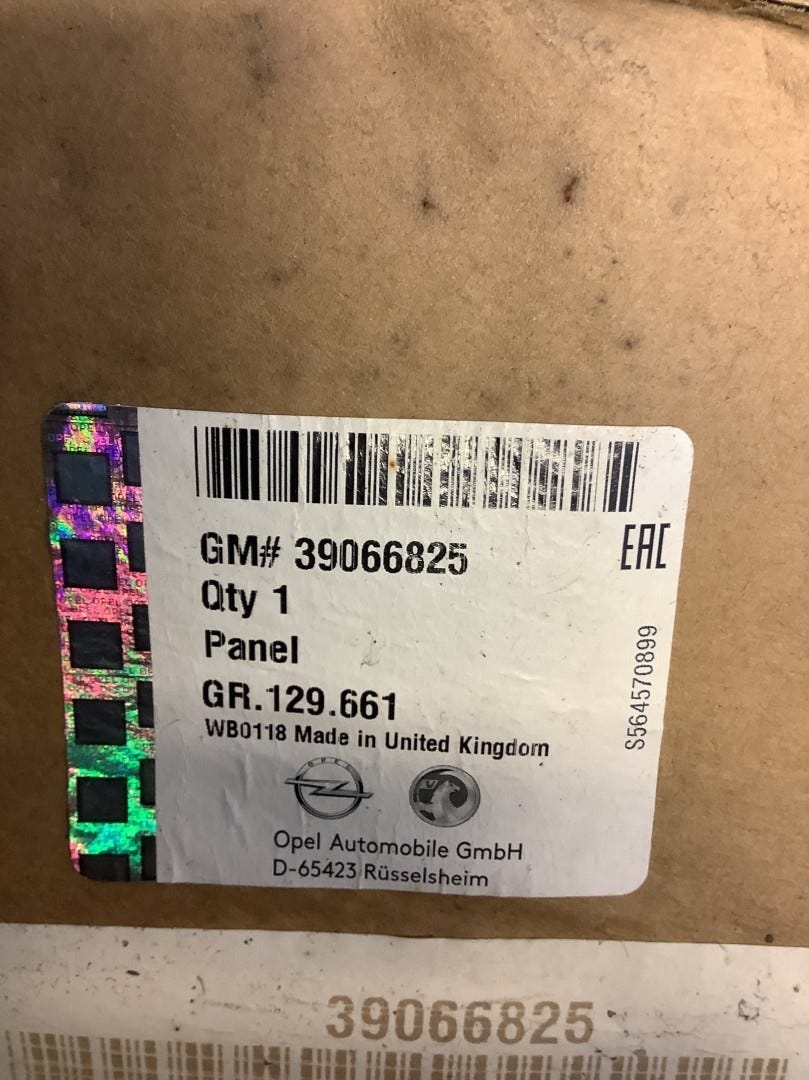 GM# 39066825
EAC
Qty 1
Panel
GR.129.661
WB0118 Made in United Kingdom
S564570899
OPEL
Opel Automobile GmbH
D-65423 Rüsselsheim
39066825